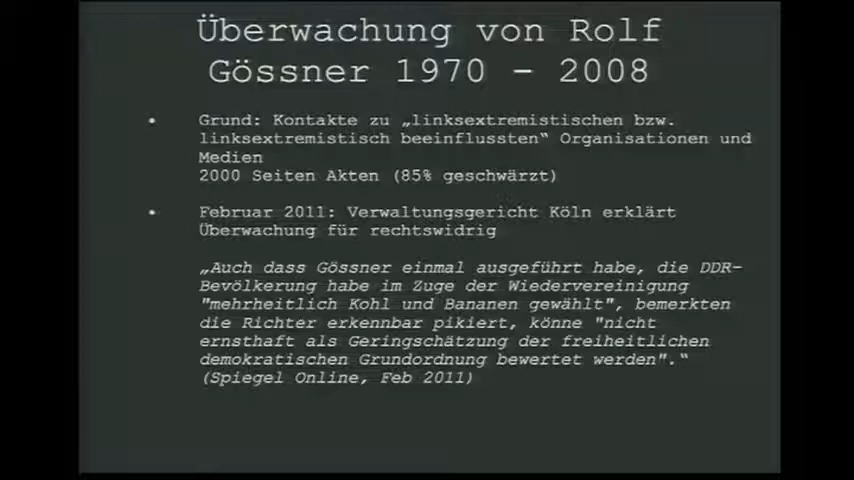 Überwachung von Rolf
Gössner 1970 – 2008
• Grund: Kontakte zu „linksextremistischen bzw.
linksextremistisch beeinflussten“ Organisationen und
Medien
2000 Seiten Akten (85% geschwärzt)
• Februar 2011: Verwaltungsgericht Köln erklärt
Überwachung für rechtswidrig
„Auch dass Gössner einmal ausgeführt habe, die DDR-
Bevölkerung habe im Zuge der Wiedervereinigung
"mehrheitlich Kohl und Bananen gewählt", bemerkten
die Richter erkennbar pikiert, könne "nicht
ernsthaft als Geringschätzung der freiheitlichen
demokratischen Grundordnung bewertet werden".“
(Spiegel Online, Feb 2011)